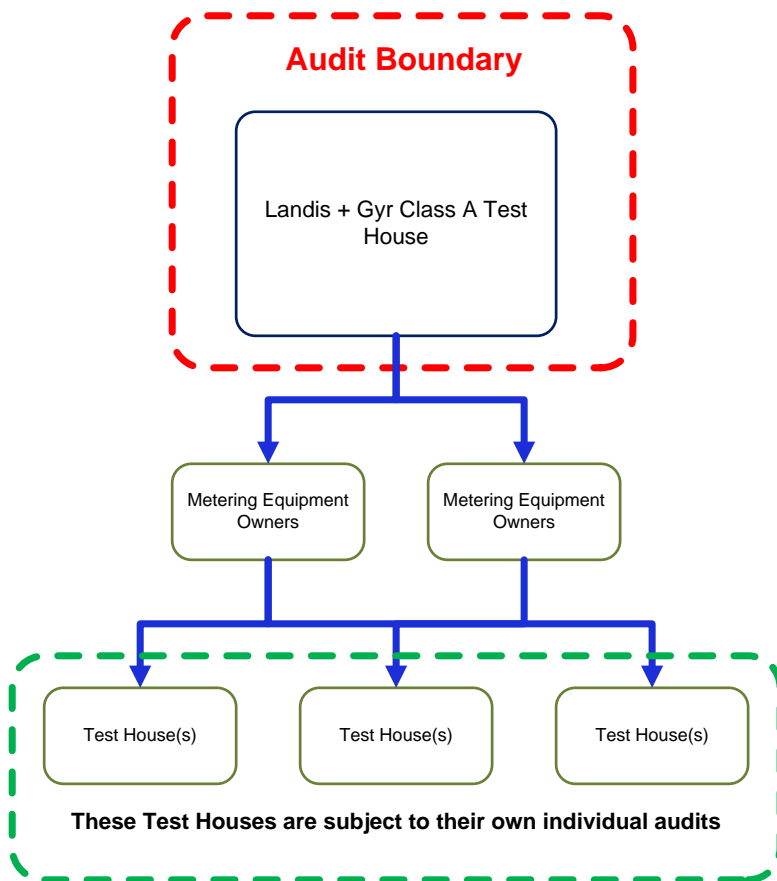 Audit Boundary
Landis + Gyr Class A Test
House
Metering Equipment
Owners
Metering Equipment
Owners
Test House(s)
Test House(s)
Test House(s)
These Test Houses are subject to their own individual audits